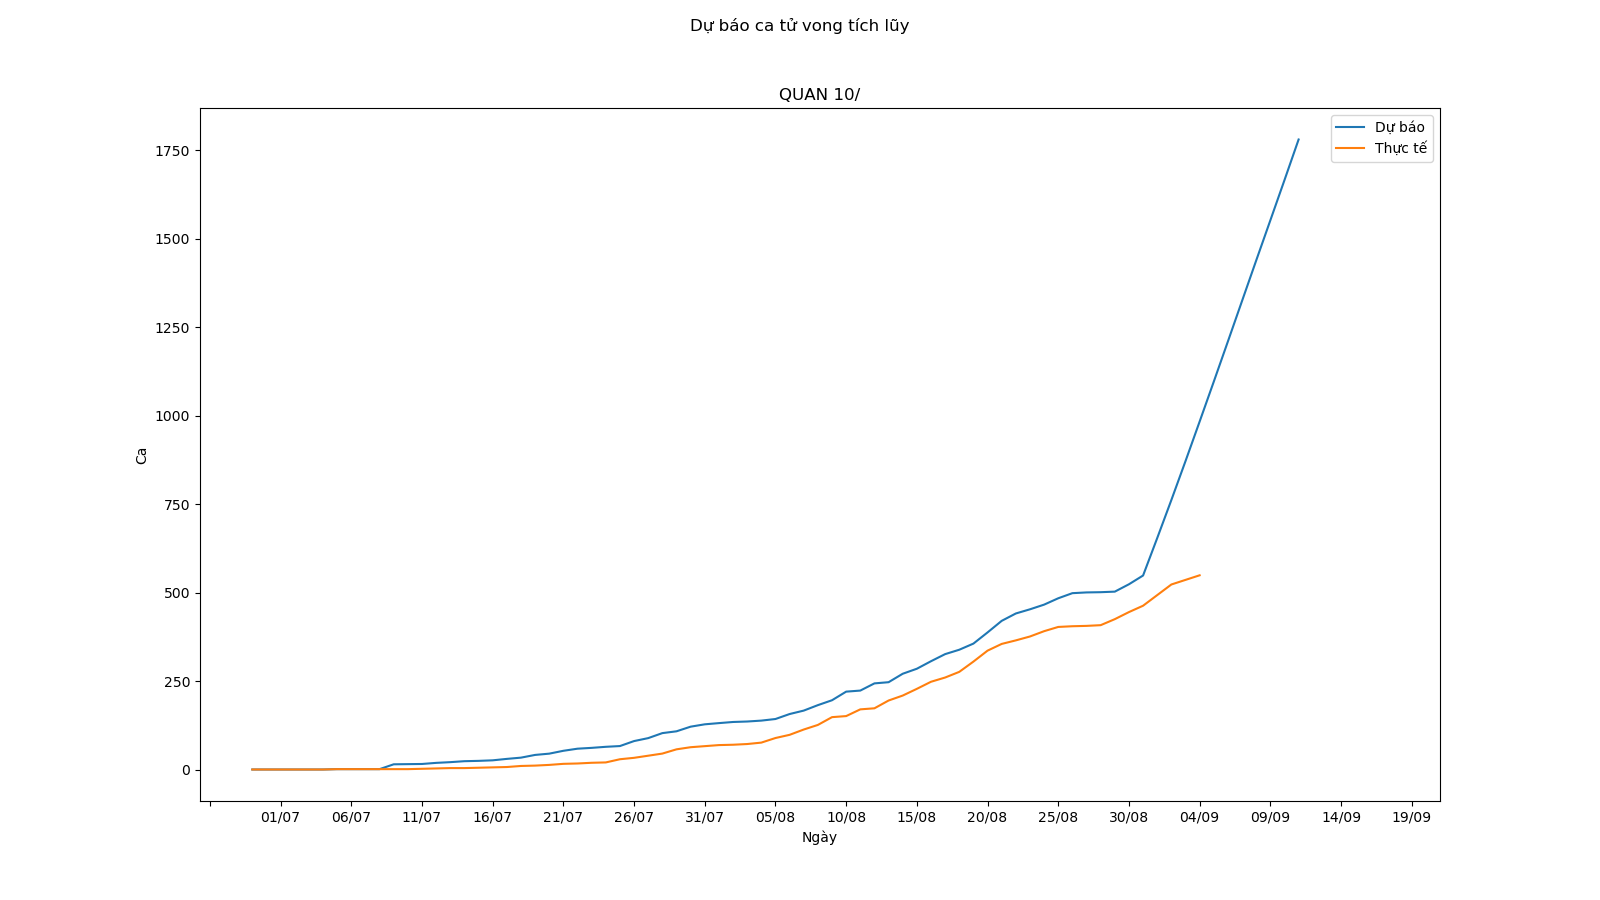 Dự báo ca tử vong tích lũy
QUAN 10/
Dự báo
Thực tế
1750
1500
1250
1000
750
500
250
0
Ca
01/07 06/07 11/07 16/07 21/07 26/07 31/07 05/08 10/08 15/08 20/08 25/08 30/08 04/09 09/09 14/09 19/09
Ngày